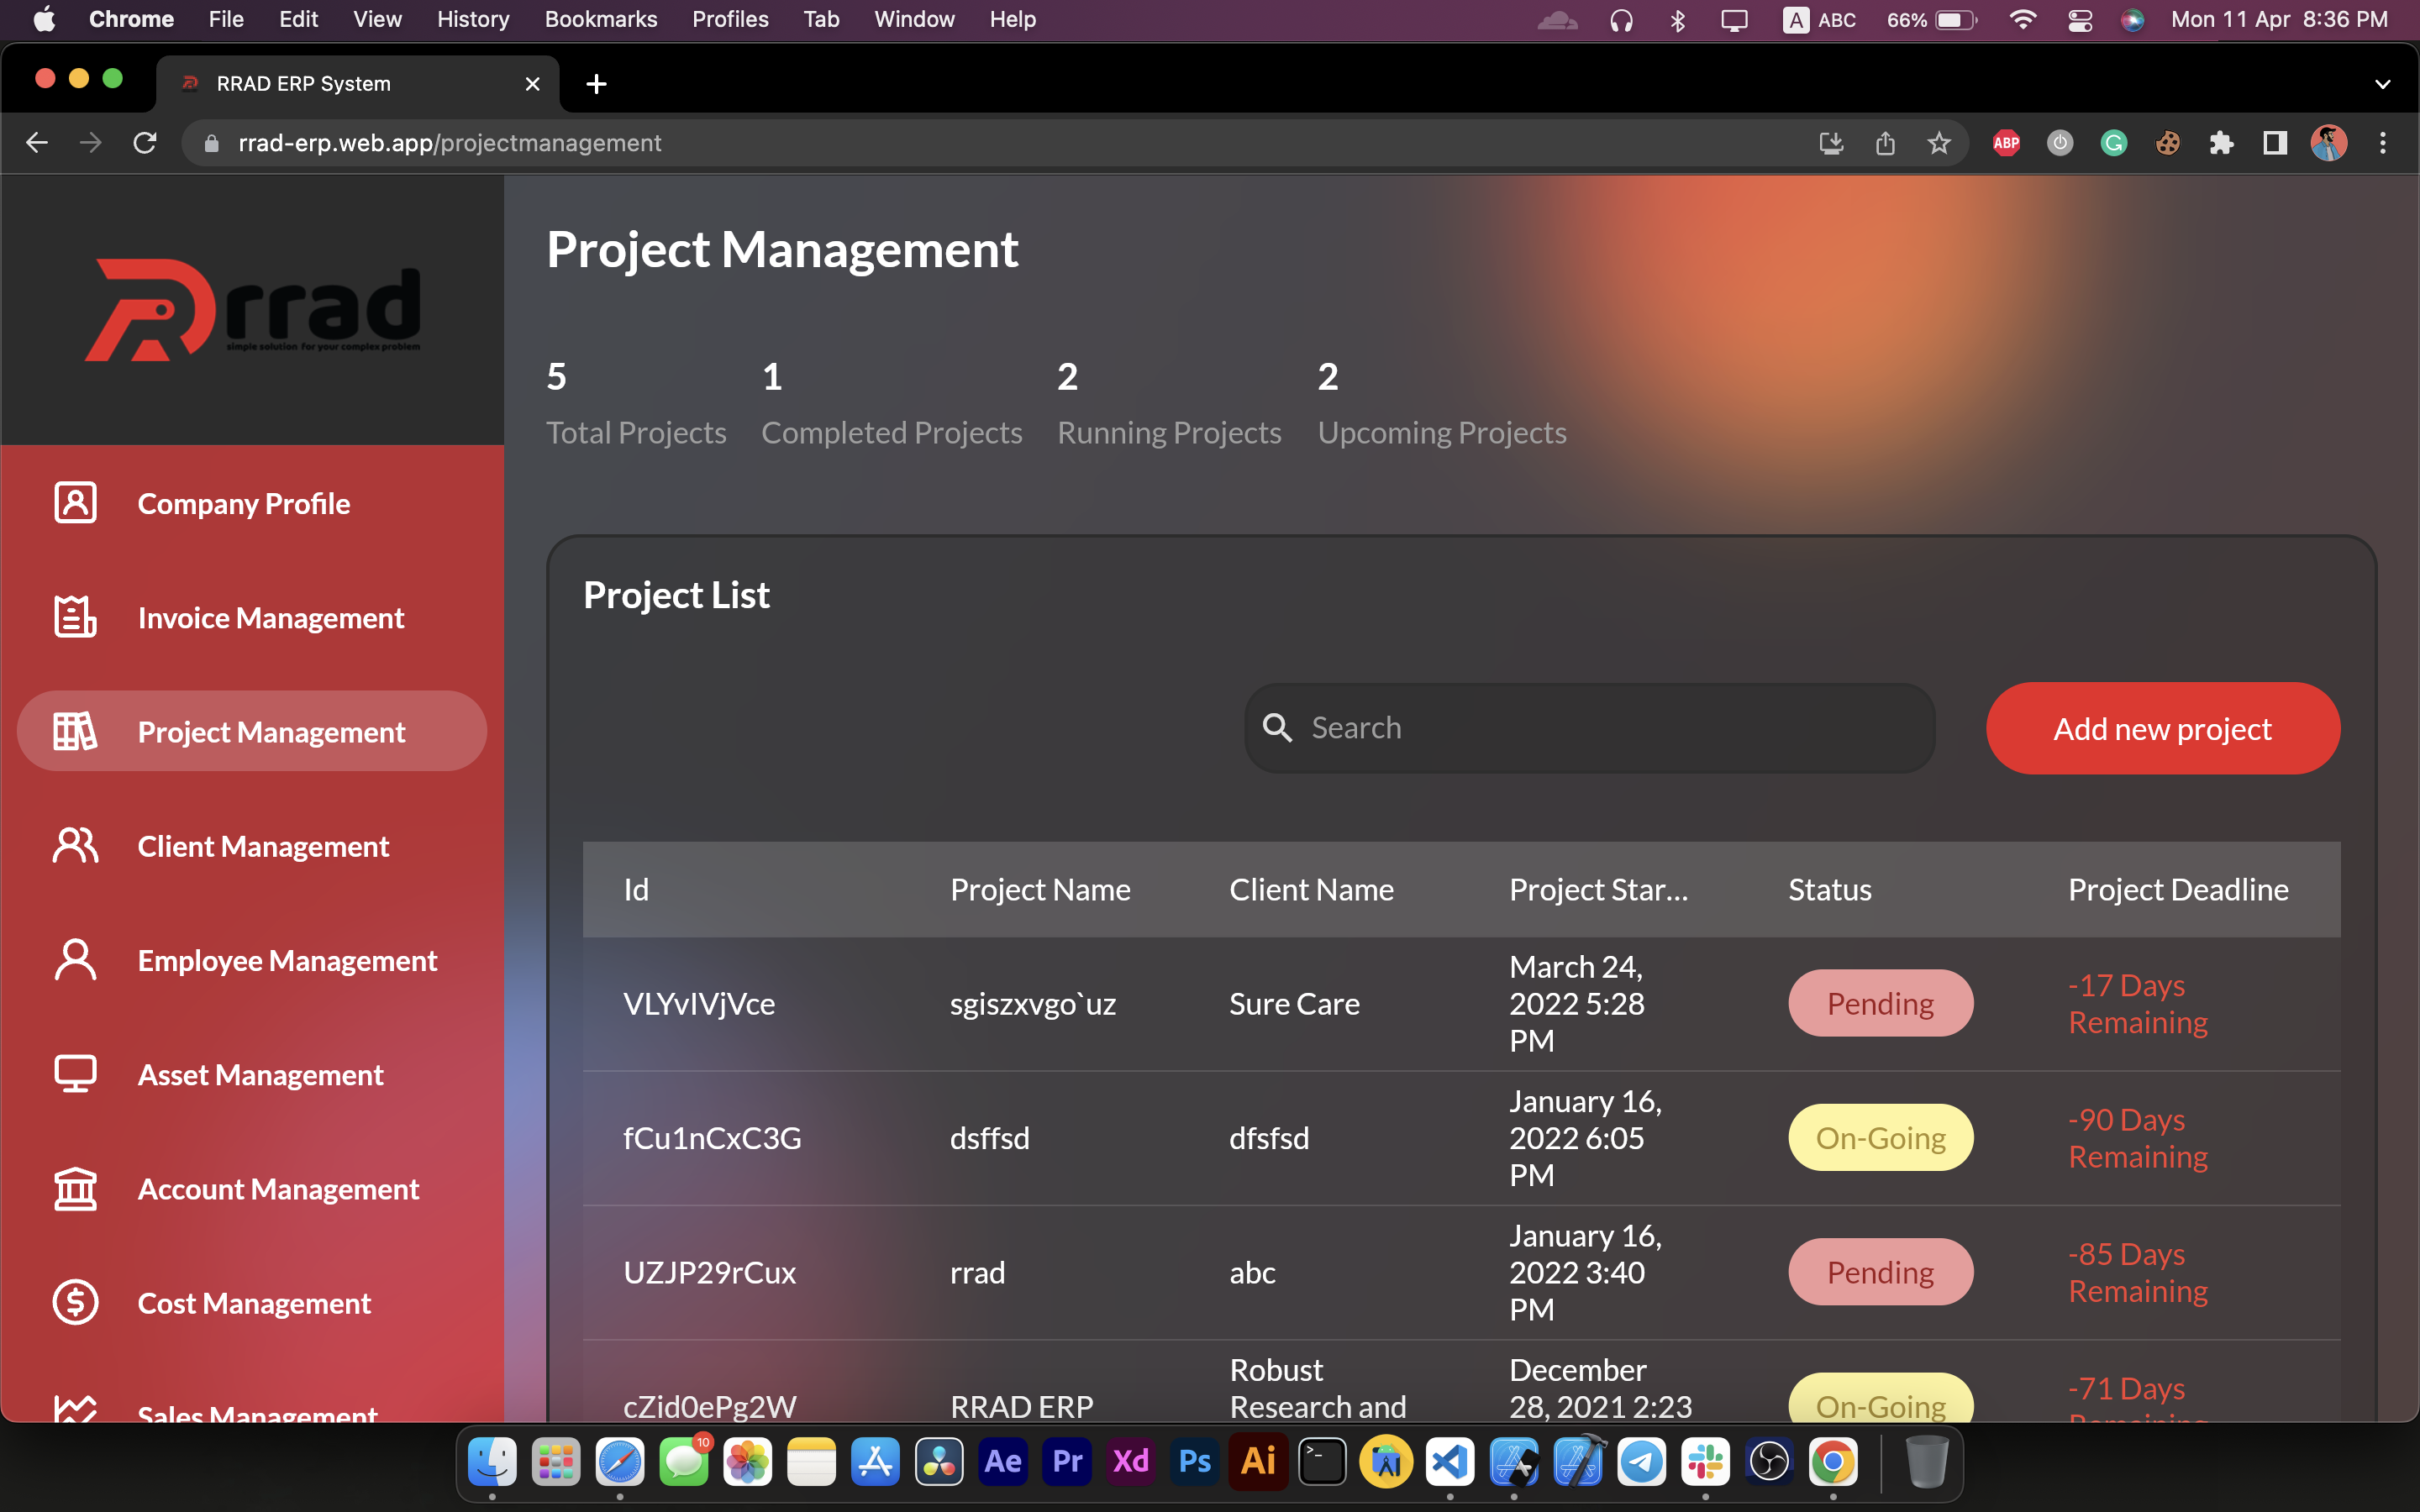 Chrome File Edit View History Bookmarks Profiles Tab Window Help A ABC 66% Mon 11 Apr 8:36 PM
RRAD ERP System
rrad-erp.web.app/projectmanagement
ABP
rrad
simple solution for your complex problem
Company Profile
Invoice Management
Project Management
Client Management
Employee Management
Asset Management
Account Management
Cost Management
Sales Management
Project Management
5 1 2 2
Total Projects Completed Projects Running Projects Upcoming Projects
Project List
Search
Add new project
Id Project Name Client Name Project Star... Status Project Deadline
VLYvIVjVce sgiszxvgo`uz Sure Care March 24, 2022 5:28 PM Pending -17 Days Remaining
fCu1nCxC3G dsffsd dfsfsd January 16, 2022 6:05 PM On-Going -90 Days Remaining
UZJP29rCux rrad abc January 16, 2022 3:40 PM Pending -85 Days Remaining
cZid0ePg2W RRAD ERP Robust Research and December 28, 2021 2:23 On-Going -71 Days Remaining
10
Ae Pr Xd Ps Ai